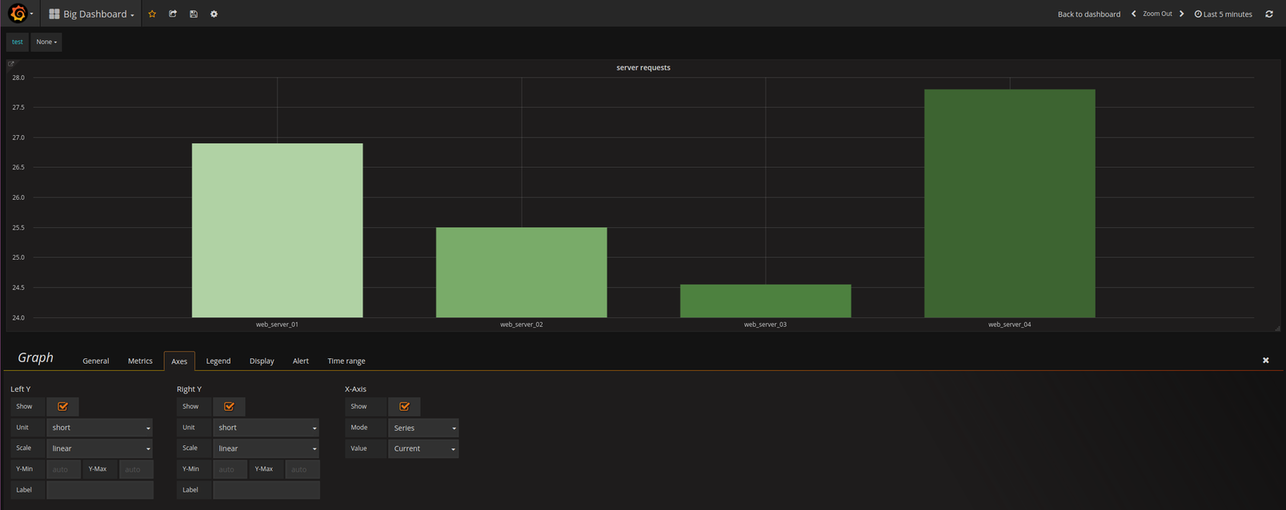 Big Dashboard
Back to dashboard
Zoom Out
Last 5 minutes
test
None
server requests
28.0
27.5
27.0
26.5
26.0
25.5
25.0
24.5
24.0
web_server_01
web_server_02
web_server_03
web_server_04
Graph
General
Metrics
Axes
Legend
Display
Alert
Time range
Left Y
Show
Unit
short
Scale
linear
Y-Min
auto
Y-Max
auto
Label
Right Y
Show
Unit
short
Scale
linear
Y-Min
auto
Y-Max
auto
Label
X-Axis
Show
Mode
Series
Value
Current